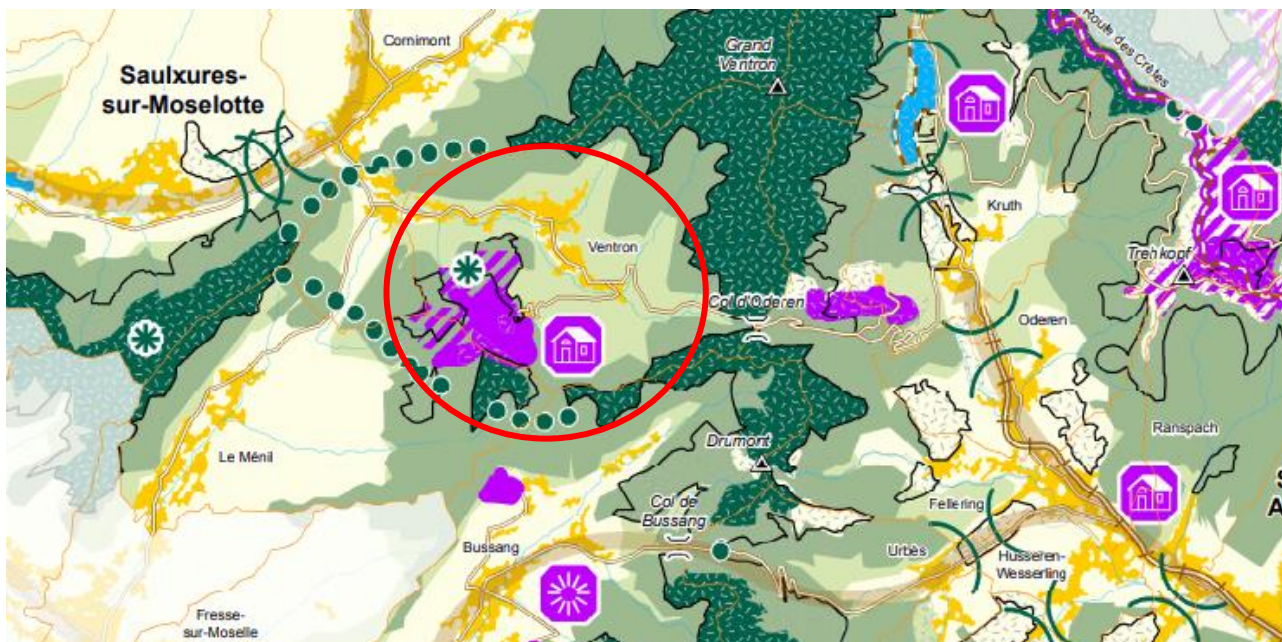 Cornimont
Saulxures-
sur-Moselotte
Grand
Ventron
Route des Crêtes
Kruth
Ventron
Trehkopf
Col d'Oderen
Oderen
Le Ménil
Drumont
Ranspach
Col de
Bussang
Fellering
Bussang
Urbès
Husseren-
Wesserling
Fresse-
sur-Moselle